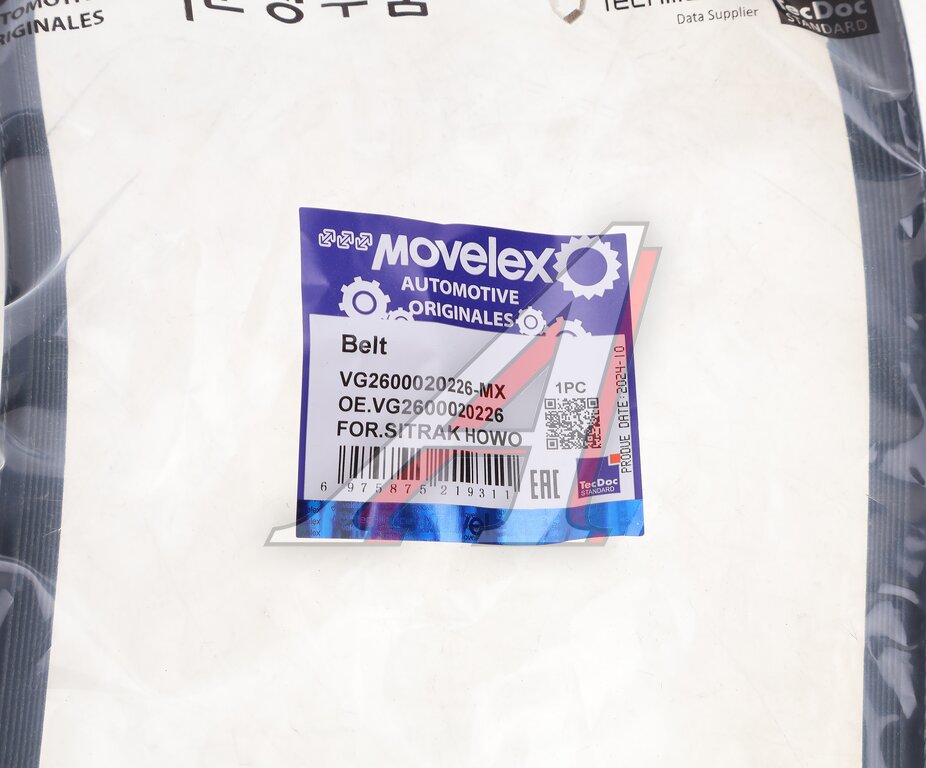 ORIGINALES
Data Supplier
TecDoc
STANDARD
MOVELEX
AUTOMOTIVE
ORIGINALES
Belt
VG2600020226-MX
OE.VG2600020226
FOR.SITRAK HOWO
1PC
PRODUE DATE: 2024-10
6 975875 219311
EAC
TecDoc
STANDARD